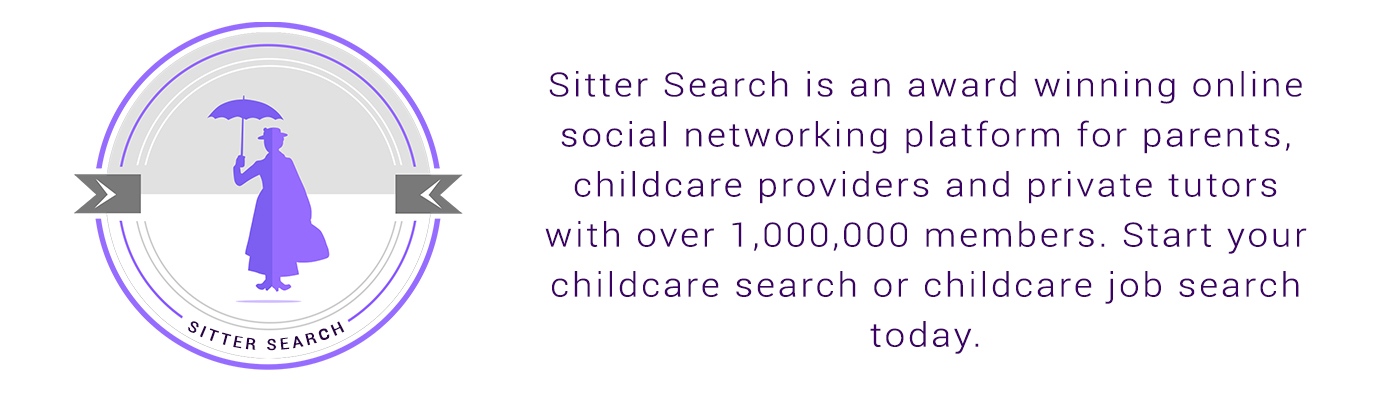 SITTER SEARCH
Sitter Search is an award winning online
social networking platform for parents,
childcare providers and private tutors
with over 1,000,000 members. Start your
childcare search or childcare job search
today.